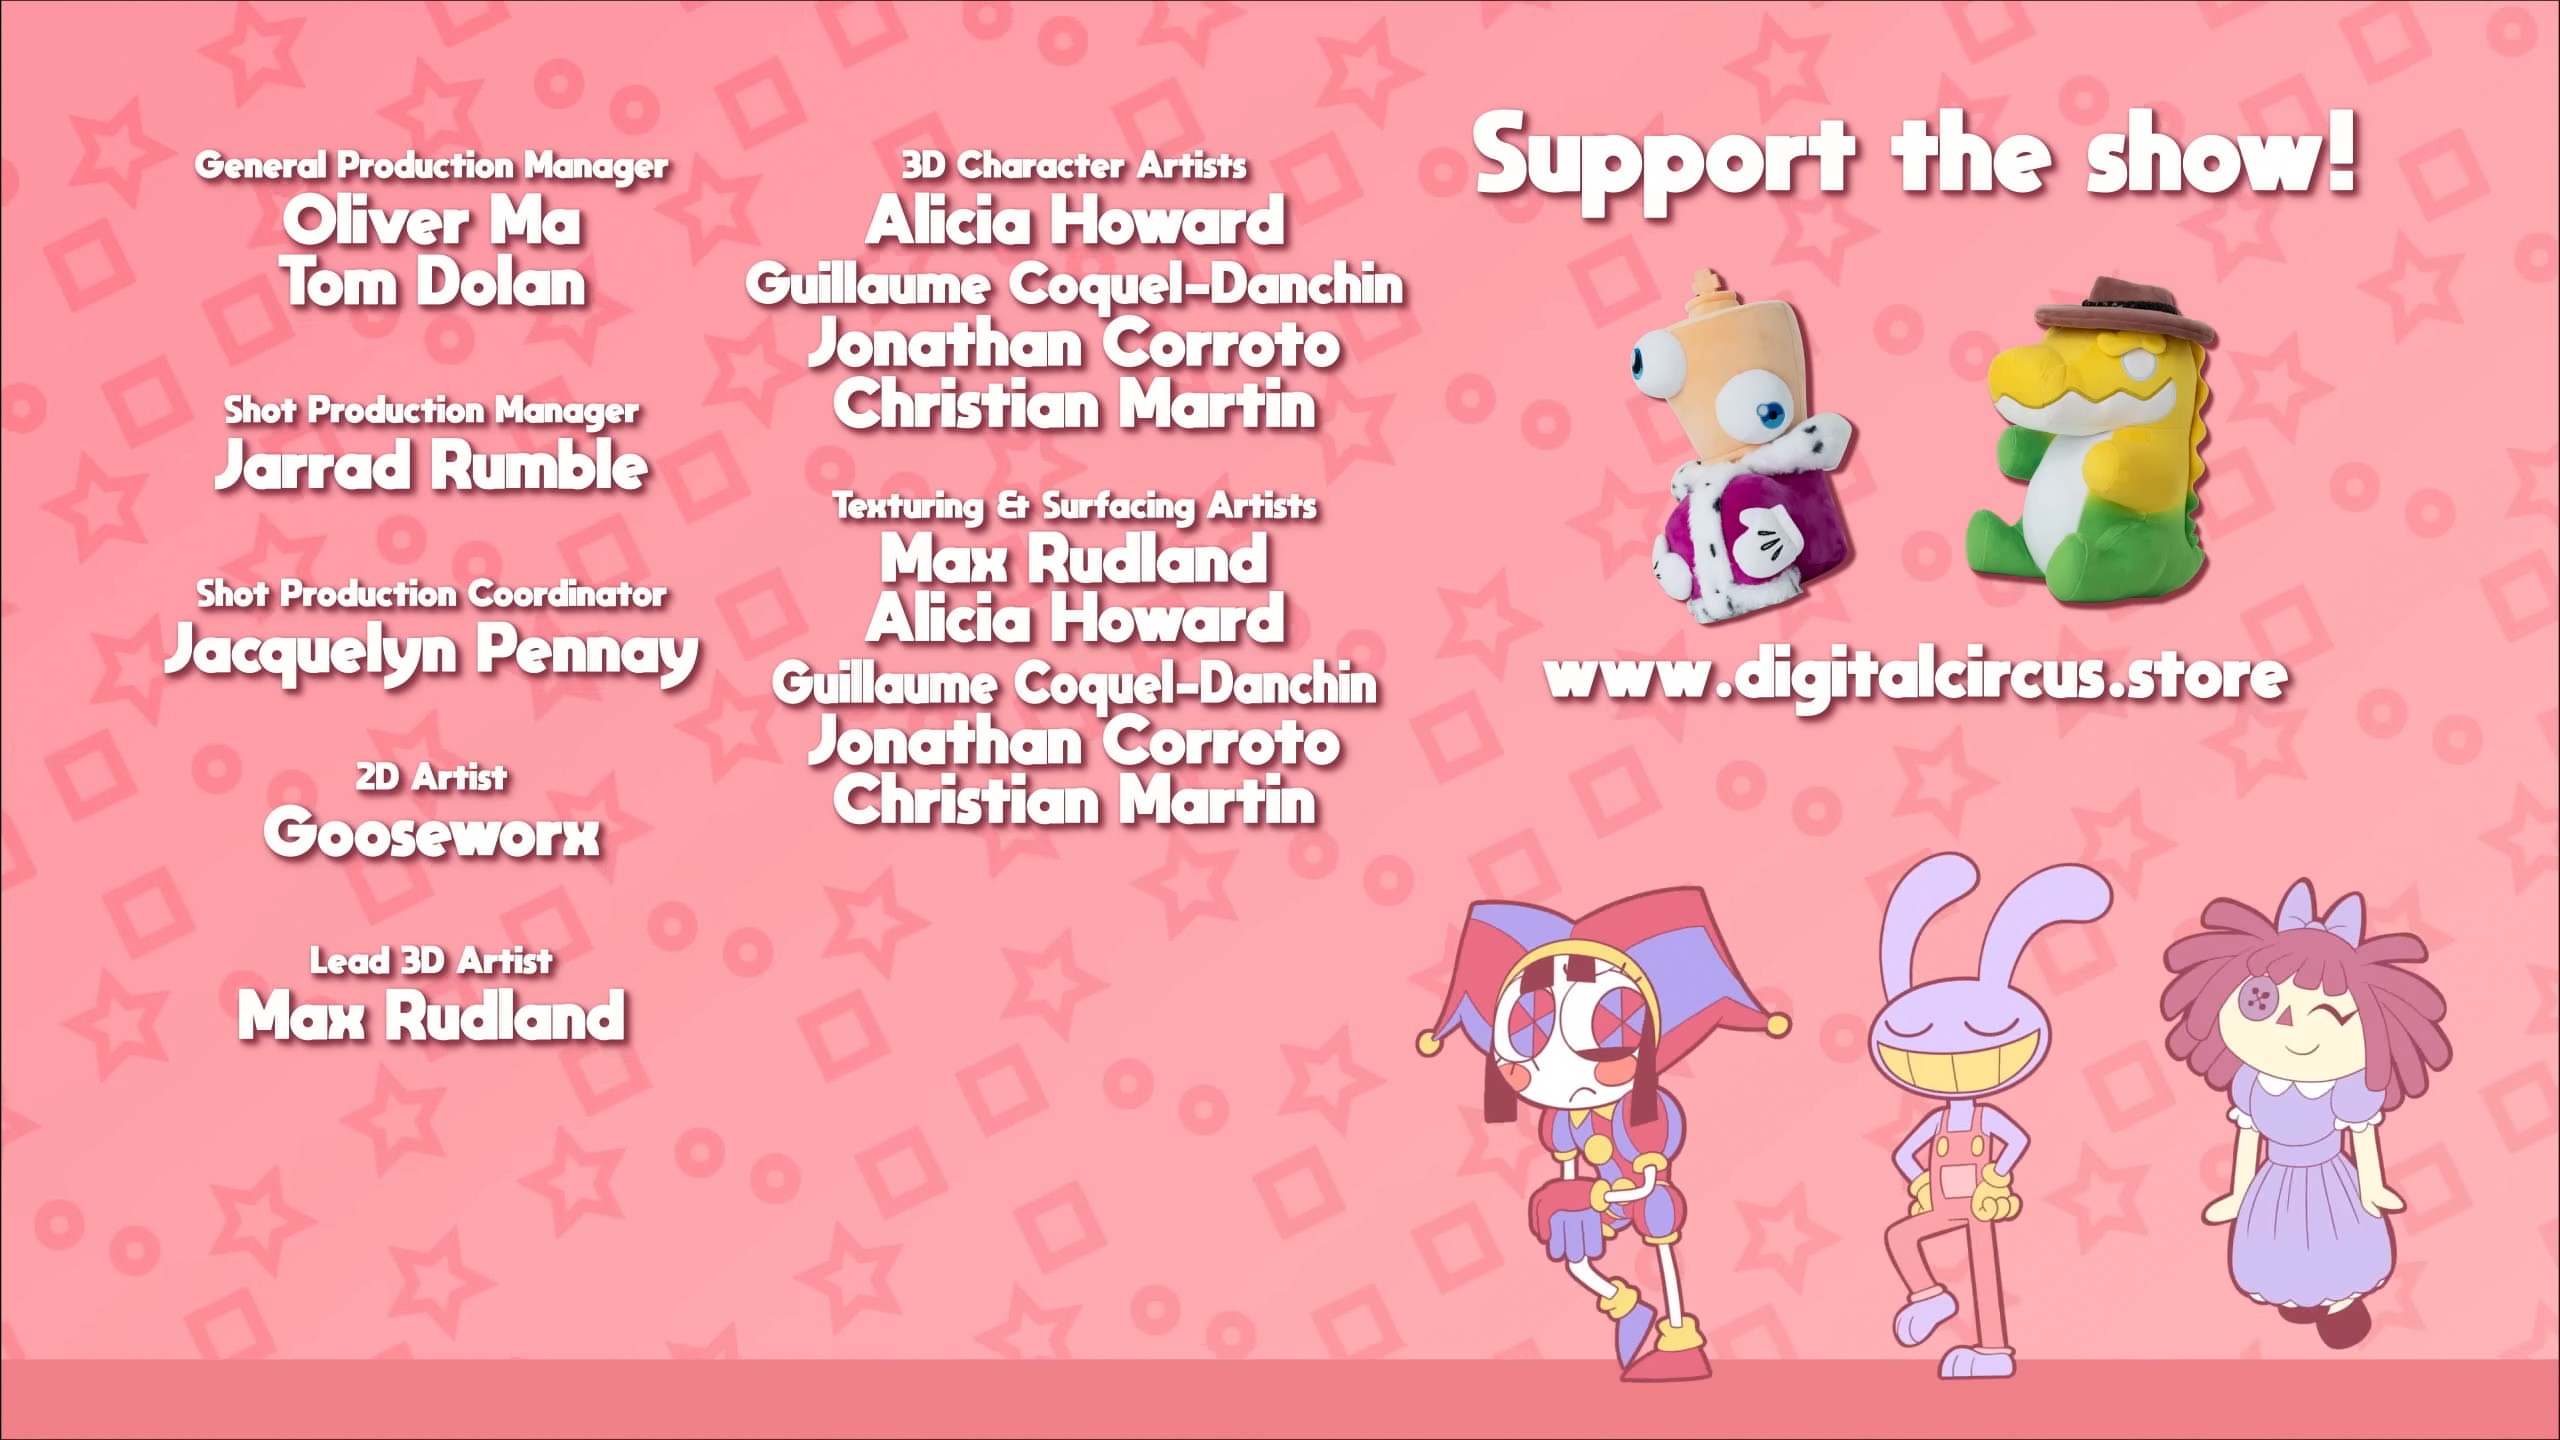 General Production Manager
Oliver Ma
Tom Dolan
Shot Production Manager
Jarrad Rumble
Shot Production Coordinator
Jacquelyn Pennay
2D Artist
Gooseworx
Lead 3D Artist
Max Rudland
3D Character Artists
Alicia Howard
Guillaume Coquel-Danchin
Jonathan Corroto
Christian Martin
Texturing & Surfacing Artists
Max Rudland
Alicia Howard
Guillaume Coquel-Danchin
Jonathan Corroto
Christian Martin
Support the show!
www.digitalcircus.store